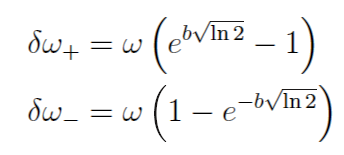 δω₊ = ω (e^{b√ln 2} − 1)
δω₋ = ω (1 − e^{−b√ln 2})